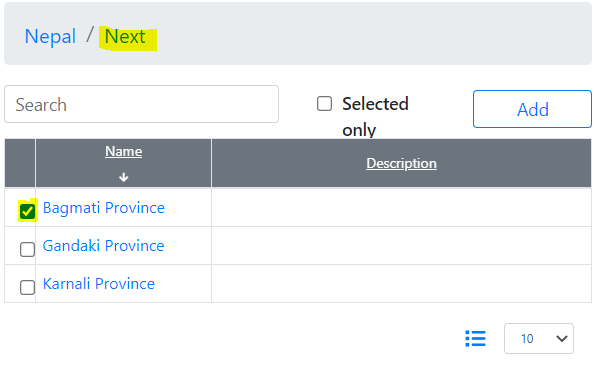 Nepal / Next
Search
Selected only
Add
Name
Description
Bagmati Province
Gandaki Province
Karnali Province
10